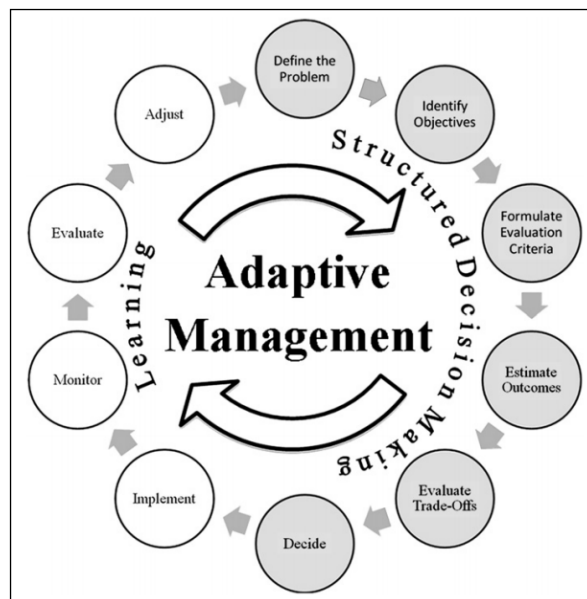 Define the
Problem
Identify
Objectives
Formulate
Evaluation
Criteria
Estimate
Outcomes
Evaluate
Trade-Offs
Decide
Implement
Monitor
Evaluate
Adjust
Structured Decision Making
Learning
Adaptive
Management